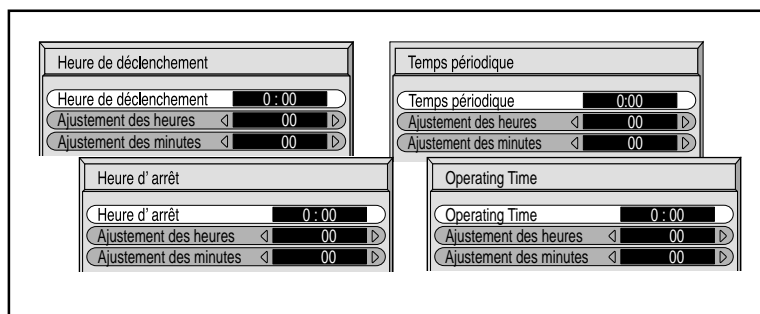 Heure de déclenchement
Heure de déclenchement 0 : 00
Ajustement des heures 00
Ajustement des minutes 00
Temps périodique
Temps périodique 0:00
Ajustement des heures 00
Ajustement des minutes 00
Heure d' arrêt
Heure d' arrêt 0 : 00
Ajustement des heures 00
Ajustement des minutes 00
Operating Time
Operating Time 0 : 00
Ajustement des heures 00
Ajustement des minutes 00